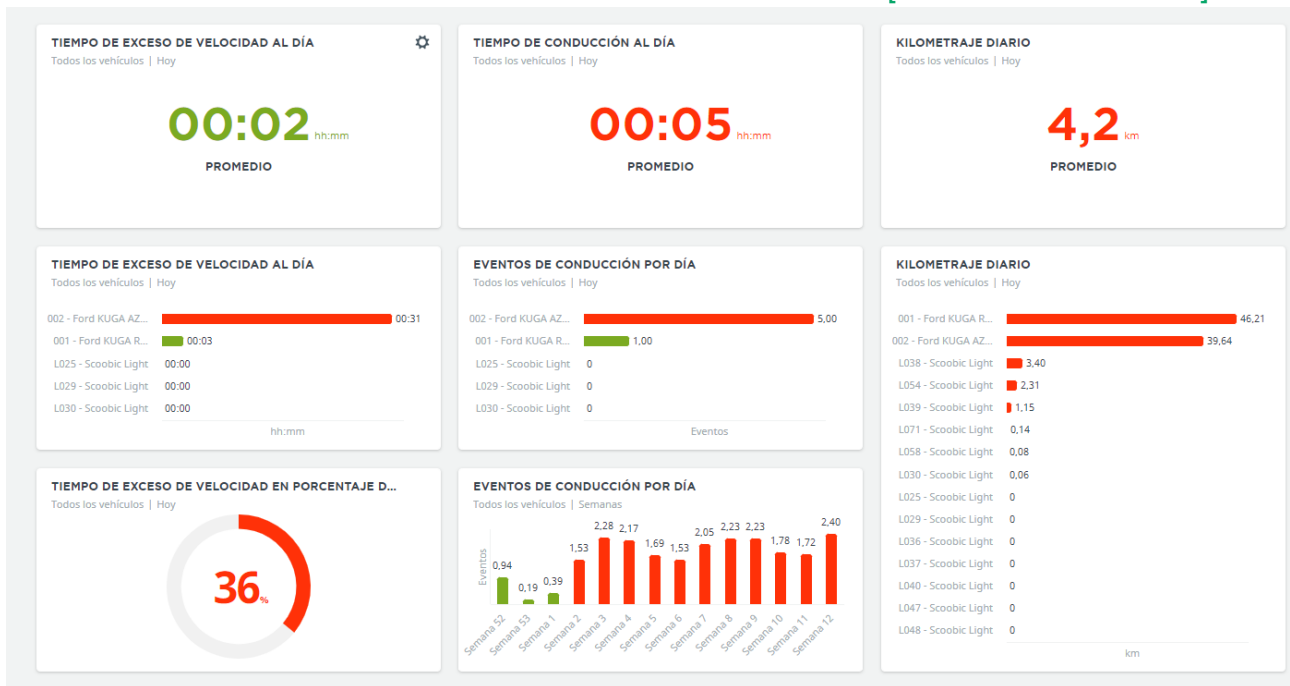 TIEMPO DE EXCESO DE VELOCIDAD AL DÍA
Todos los vehículos | Hoy
00:02 hh:mm
PROMEDIO
TIEMPO DE CONDUCCIÓN AL DÍA
Todos los vehículos | Hoy
00:05 hh:mm
PROMEDIO
KILOMETRAJE DIARIO
Todos los vehículos | Hoy
4,2 km
PROMEDIO
TIEMPO DE EXCESO DE VELOCIDAD AL DÍA
Todos los vehículos | Hoy
002 - Ford KUGA AZ... 00:31
001 - Ford KUGA R... 00:03
L025 - Scoobic Light 00:00
L029 - Scoobic Light 00:00
L030 - Scoobic Light 00:00
hh:mm
EVENTOS DE CONDUCCIÓN POR DÍA
Todos los vehículos | Hoy
002 - Ford KUGA AZ... 5,00
001 - Ford KUGA R... 1,00
L025 - Scoobic Light 0
L029 - Scoobic Light 0
L030 - Scoobic Light 0
Eventos
KILOMETRAJE DIARIO
Todos los vehículos | Hoy
001 - Ford KUGA R... 46,21
002 - Ford KUGA AZ... 39,64
L038 - Scoobic Light 3,40
L054 - Scoobic Light 2,31
L039 - Scoobic Light 1,15
L071 - Scoobic Light 0,14
L058 - Scoobic Light 0,08
L030 - Scoobic Light 0,06
L025 - Scoobic Light 0
L029 - Scoobic Light 0
L036 - Scoobic Light 0
L037 - Scoobic Light 0
L040 - Scoobic Light 0
L047 - Scoobic Light 0
L048 - Scoobic Light 0
km
TIEMPO DE EXCESO DE VELOCIDAD EN PORCENTAJE D...
Todos los vehículos | Hoy
36 %
EVENTOS DE CONDUCCIÓN POR DÍA
Todos los vehículos | Semanas
Eventos
0,94 0,19 0,39 1,53 2,28 2,17 1,69 1,53 2,05 2,23 2,23 1,78 1,72 2,40
Semana 52 Semana 53 Semana 1 Semana 2 Semana 3 Semana 4 Semana 5 Semana 6 Semana 7 Semana 8 Semana 9 Semana 10 Semana 11 Semana 12